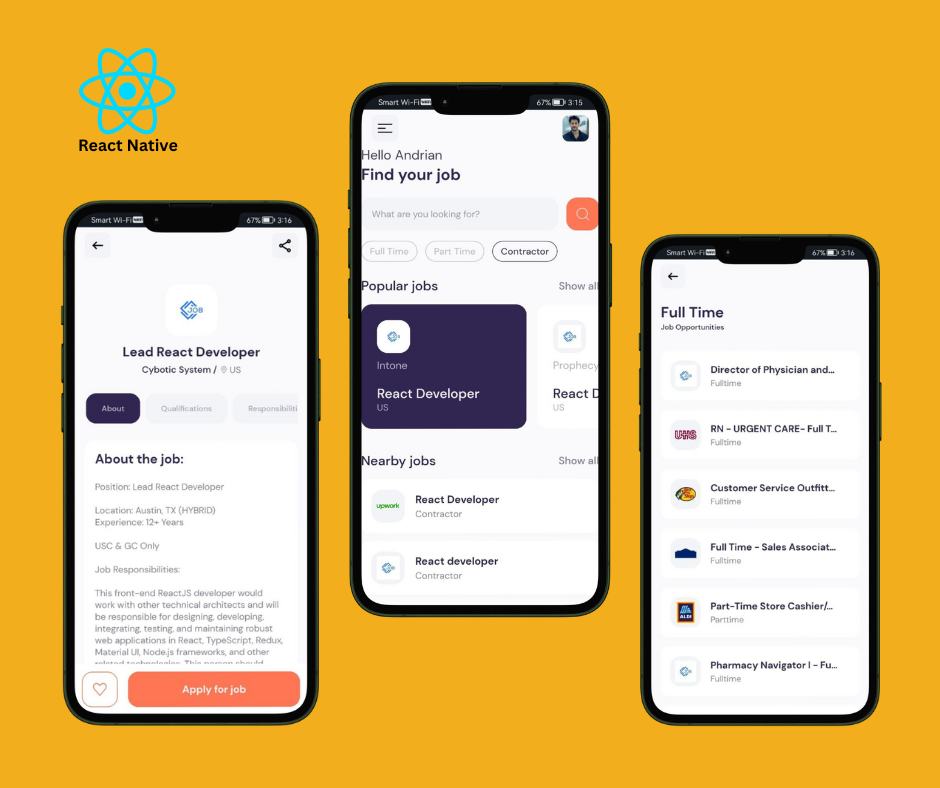 React Native
Smart Wi-Fi
67% 3:16
JOB
Lead React Developer
Cybotic System / US
About
Qualifications
Responsibiliti
About the job:
Position: Lead React Developer
Location: Austin, TX (HYBRID)
Experience: 12+ Years
USC & GC Only
Job Responsibilities:
This front-end ReactJS developer would
work with other technical architects and will
be responsible for designing, developing,
integrating, testing, and maintaining robust
web applications in React, TypeScript, Redux,
Material UI, Node.js frameworks, and other
related technologies. This person should
Apply for job
Smart Wi-Fi
67% 3:15
Hello Andrian
Find your job
What are you looking for?
Full Time
Part Time
Contractor
Popular jobs
Show all
Intone
React Developer
US
Prophecy
React D
US
Nearby jobs
Show all
upwork
React Developer
Contractor
React developer
Contractor
Smart Wi-Fi
67% 3:16
Full Time
Job Opportunities
Director of Physician and...
Fulltime
UHS
RN - URGENT CARE- Full T...
Fulltime
Customer Service Outfitt...
Fulltime
Full Time - Sales Associat...
Fulltime
ALDI
Part-Time Store Cashier/...
Parttime
Pharmacy Navigator I - Fu...
Fulltime